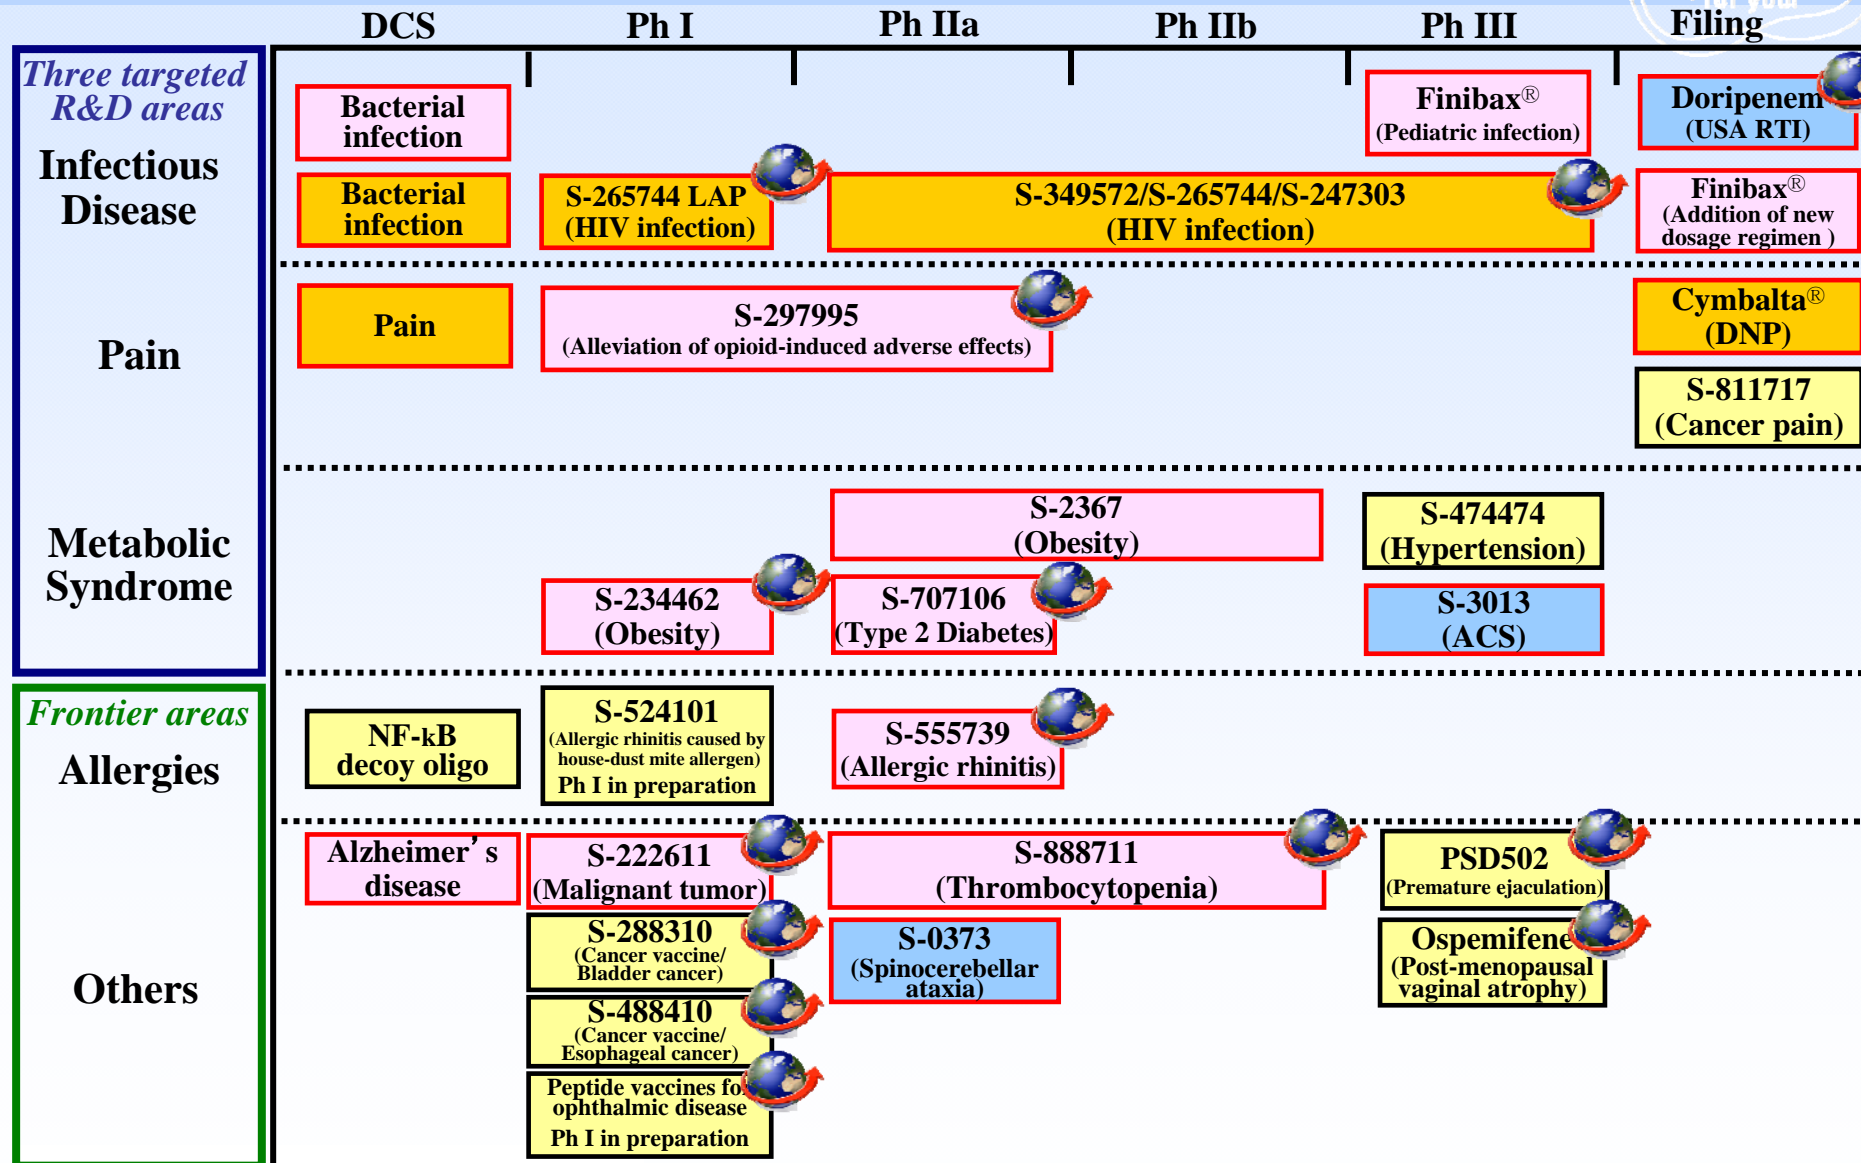 for your
DCS
Ph I
Ph IIa
Ph IIb
Ph III
Filing
Three targeted
R&D areas
Infectious
Disease
Bacterial
infection
Finibax®
(Pediatric infection)
Doripenem
(USA RTI)
Bacterial
infection
S-265744 LAP
(HIV infection)
S-349572/S-265744/S-247303
(HIV infection)
Finibax®
(Addition of new
dosage regimen )
Pain
Pain
S-297995
(Alleviation of opioid-induced adverse effects)
Cymbalta®
(DNP)
S-811717
(Cancer pain)
Metabolic
Syndrome
S-2367
(Obesity)
S-474474
(Hypertension)
S-234462
(Obesity)
S-707106
(Type 2 Diabetes)
S-3013
(ACS)
Frontier areas
Allergies
NF-kB
decoy oligo
S-524101
(Allergic rhinitis caused by
house-dust mite allergen)
Ph I in preparation
S-555739
(Allergic rhinitis)
Others
Alzheimer's
disease
S-222611
(Malignant tumor)
S-888711
(Thrombocytopenia)
PSD502
(Premature ejaculation)
S-288310
(Cancer vaccine/
Bladder cancer)
S-0373
(Spinocerebellar
ataxia)
Ospemifene
(Post-menopausal
vaginal atrophy)
S-488410
(Cancer vaccine/
Esophageal cancer)
Peptide vaccines for
ophthalmic disease
Ph I in preparation